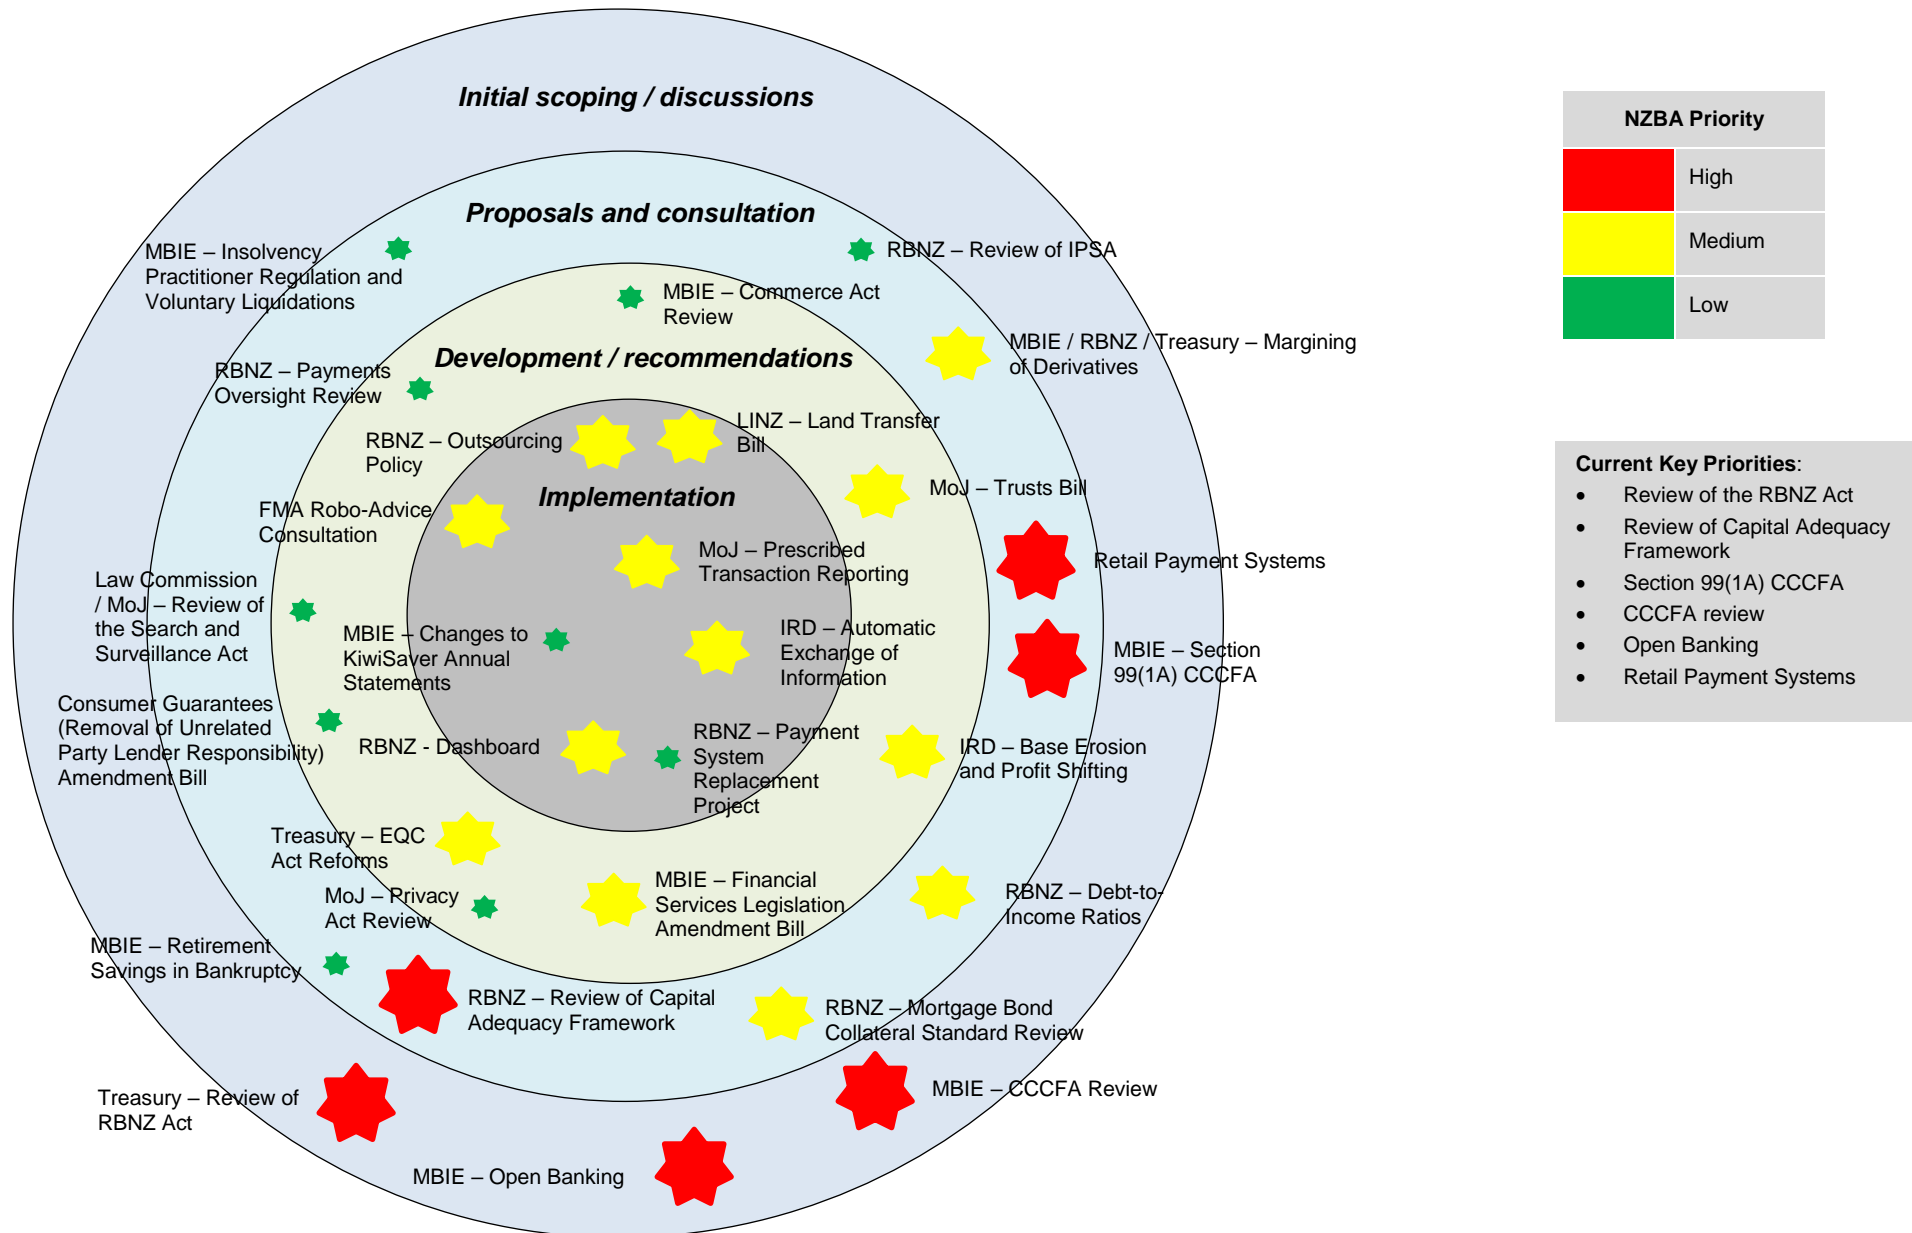 Initial scoping / discussions
Proposals and consultation
MBIE – Insolvency
Practitioner Regulation and
Voluntary Liquidations
RBNZ – Review of IPSA
MBIE – Commerce Act
Review
MBIE / RBNZ / Treasury – Margining
of Derivatives
Development / recommendations
RBNZ – Payments
Oversight Review
LINZ – Land Transfer
Bill
RBNZ – Outsourcing
Policy
Implementation
MoJ – Trusts Bill
FMA Robo-Advice
Consultation
MoJ – Prescribed
Transaction Reporting
Retail Payment Systems
Law Commission
/ MoJ – Review of
the Search and
Surveillance Act
MBIE – Changes to
KiwiSaver Annual
Statements
IRD – Automatic
Exchange of
Information
MBIE – Section
99(1A) CCCFA
Consumer Guarantees
(Removal of Unrelated
Party Lender Responsibility)
Amendment Bill
RBNZ - Dashboard
RBNZ – Payment
System
Replacement
Project
IRD – Base Erosion
and Profit Shifting
Treasury – EQC
Act Reforms
MoJ – Privacy
Act Review
MBIE – Financial
Services Legislation
Amendment Bill
RBNZ – Debt-to-
Income Ratios
MBIE – Retirement
Savings in Bankruptcy
RBNZ – Review of Capital
Adequacy Framework
RBNZ – Mortgage Bond
Collateral Standard Review
Treasury – Review of
RBNZ Act
MBIE – CCCFA Review
MBIE – Open Banking
NZBA Priority
High
Medium
Low
Current Key Priorities:
• Review of the RBNZ Act
• Review of Capital Adequacy
Framework
• Section 99(1A) CCCFA
• CCCFA review
• Open Banking
• Retail Payment Systems